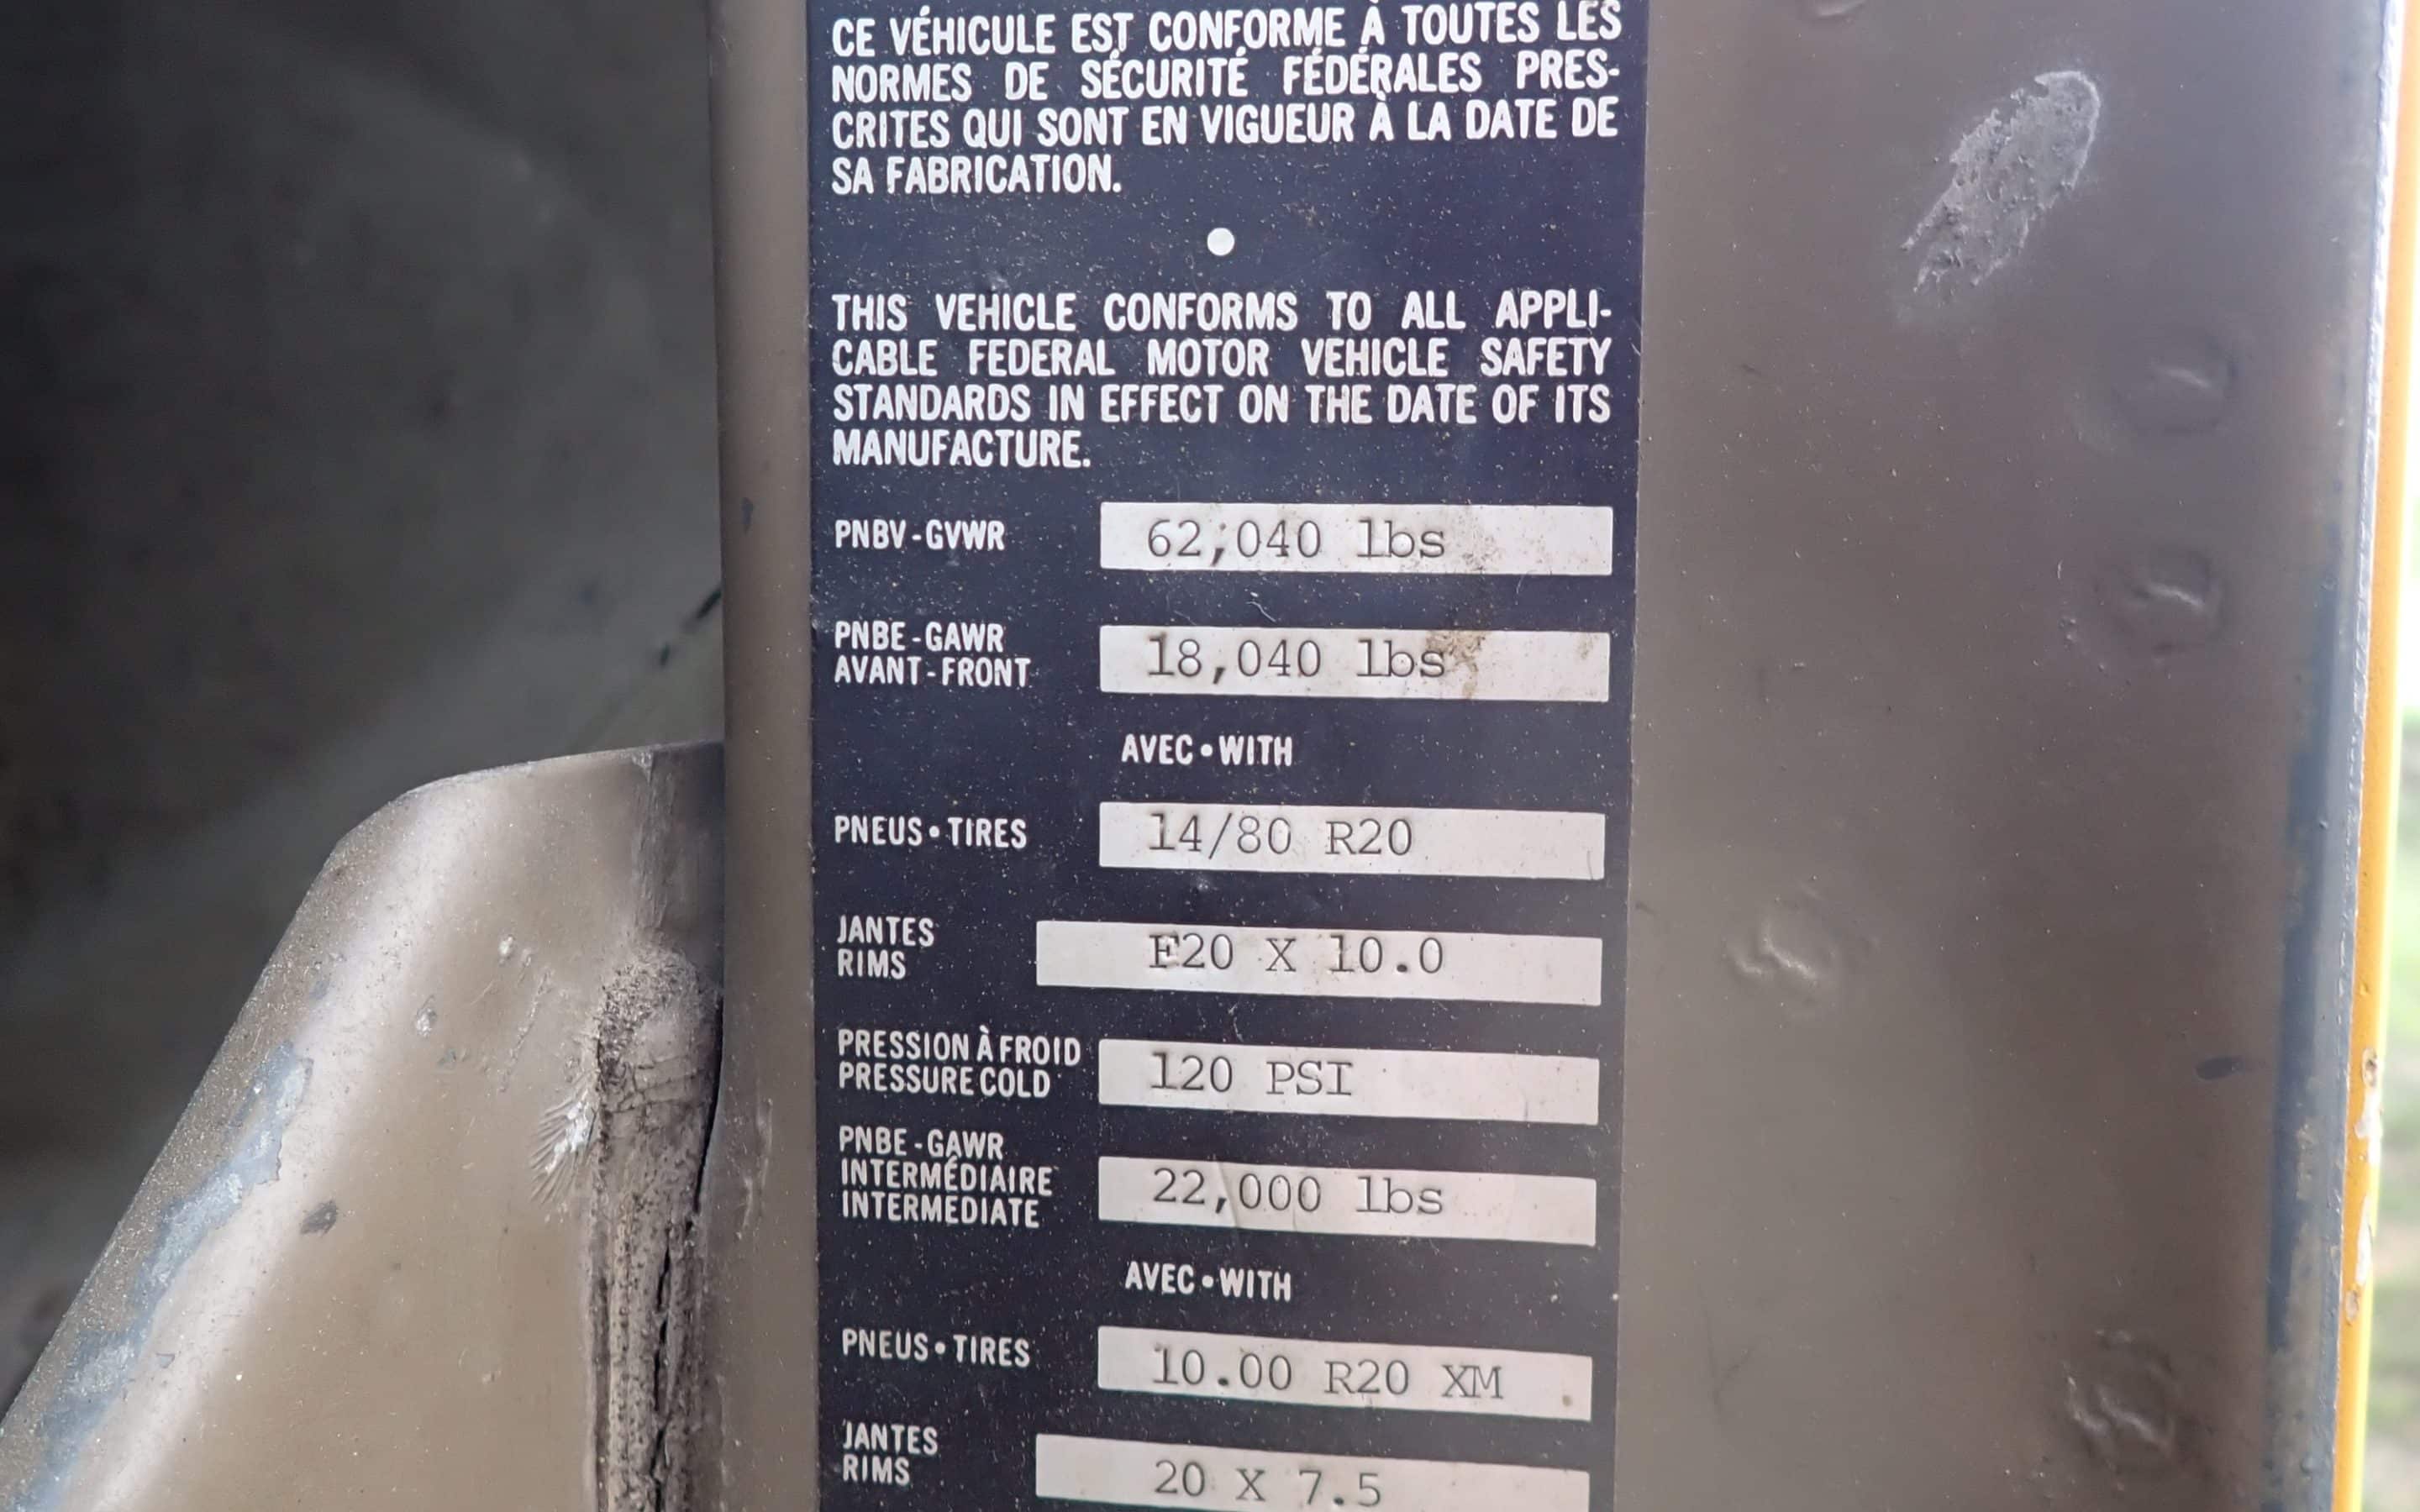 CE VÉHICULE EST CONFORME À TOUTES LES
NORMES DE SÉCURITÉ FÉDÉRALES PRES-
CRITES QUI SONT EN VIGUEUR À LA DATE DE
SA FABRICATION.
THIS VEHICLE CONFORMS TO ALL APPLI-
CABLE FEDERAL MOTOR VEHICLE SAFETY
STANDARDS IN EFFECT ON THE DATE OF ITS
MANUFACTURE.
PNBV - GVWR 62,040 lbs
PNBE - GAWR
AVANT - FRONT 18,040 lbs
AVEC • WITH
PNEUS • TIRES 14/80 R20
JANTES
RIMS E20 X 10.0
PRESSION À FROID
PRESSURE COLD 120 PSI
PNBE - GAWR
INTERMÉDIAIRE
INTERMEDIATE 22,000 lbs
AVEC • WITH
PNEUS • TIRES 10.00 R20 XM
JANTES
RIMS 20 X 7.5